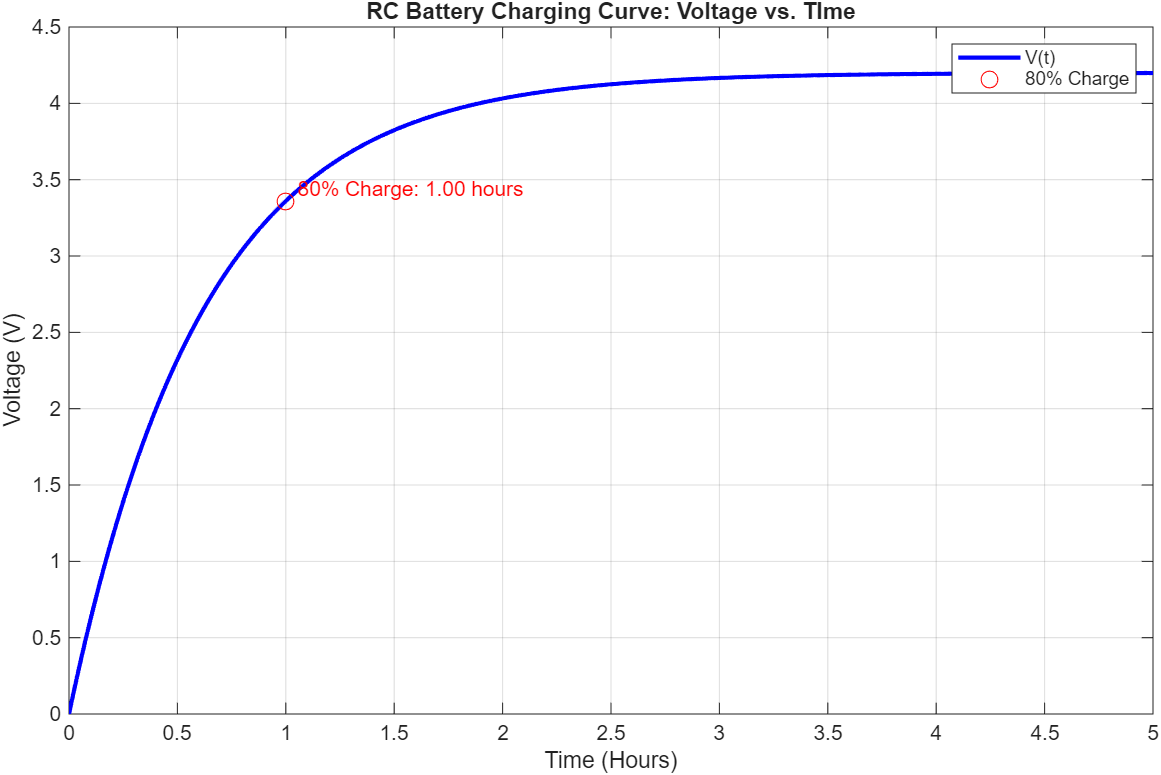 RC Battery Charging Curve: Voltage vs. TIme
V(t)
80% Charge
80% Charge: 1.00 hours
Voltage (V)
4.5
4
3.5
3
2.5
2
1.5
1
0.5
0
0 0.5 1 1.5 2 2.5 3 3.5 4 4.5 5
Time (Hours)